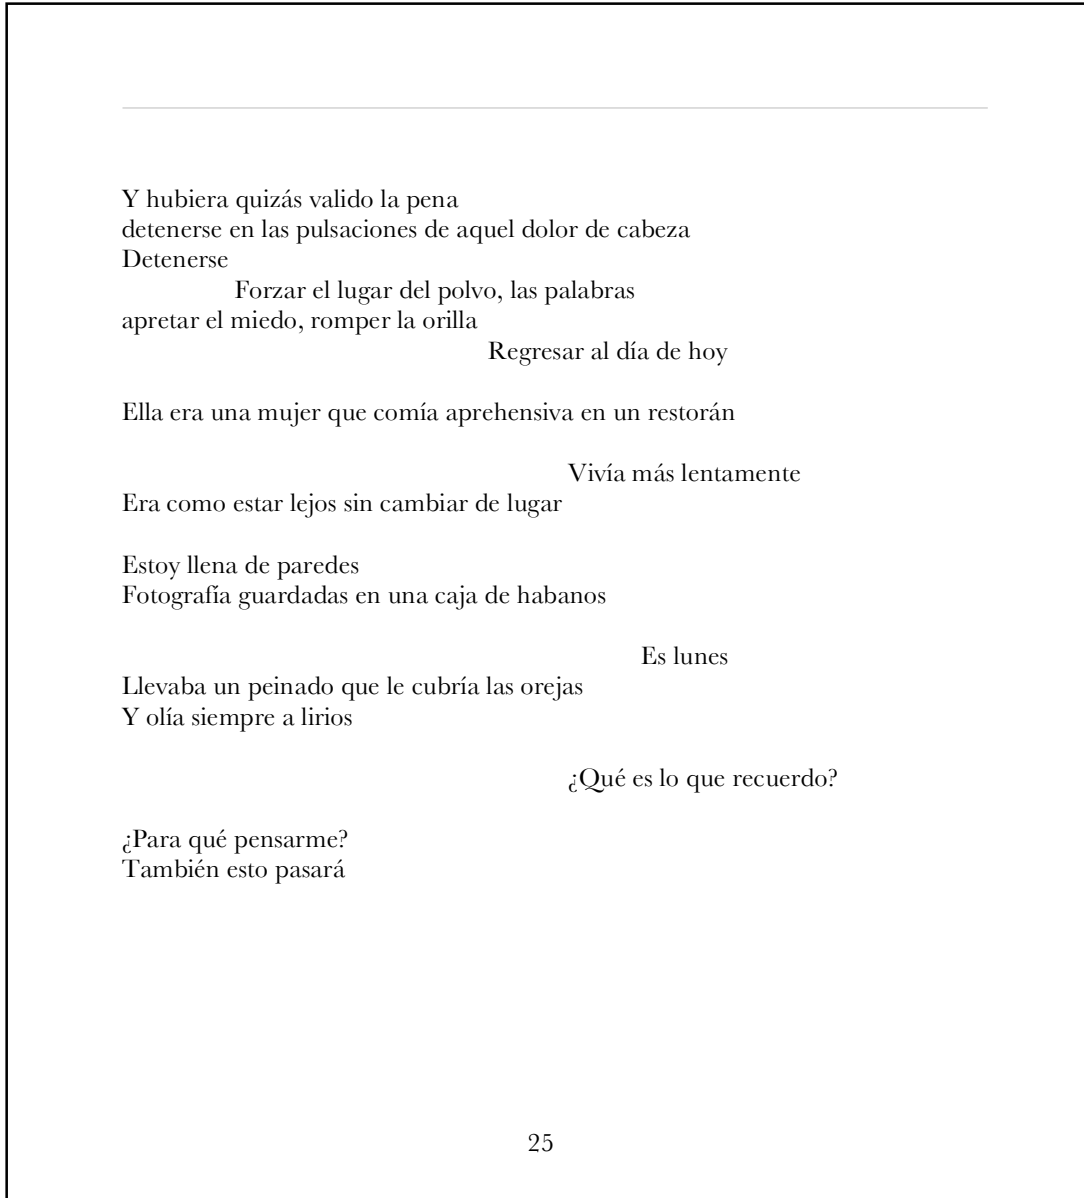 Y hubiera quizás valido la pena
detenerse en las pulsaciones de aquel dolor de cabeza
Detenerse
Forzar el lugar del polvo, las palabras
apretar el miedo, romper la orilla
Regresar al día de hoy
Ella era una mujer que comía aprehensiva en un restorán
Vivía más lentamente
Era como estar lejos sin cambiar de lugar
Estoy llena de paredes
Fotografía guardadas en una caja de habanos
Es lunes
Llevaba un peinado que le cubría las orejas
Y olía siempre a lirios
¿Qué es lo que recuerdo?
¿Para qué pensarme?
También esto pasará
25